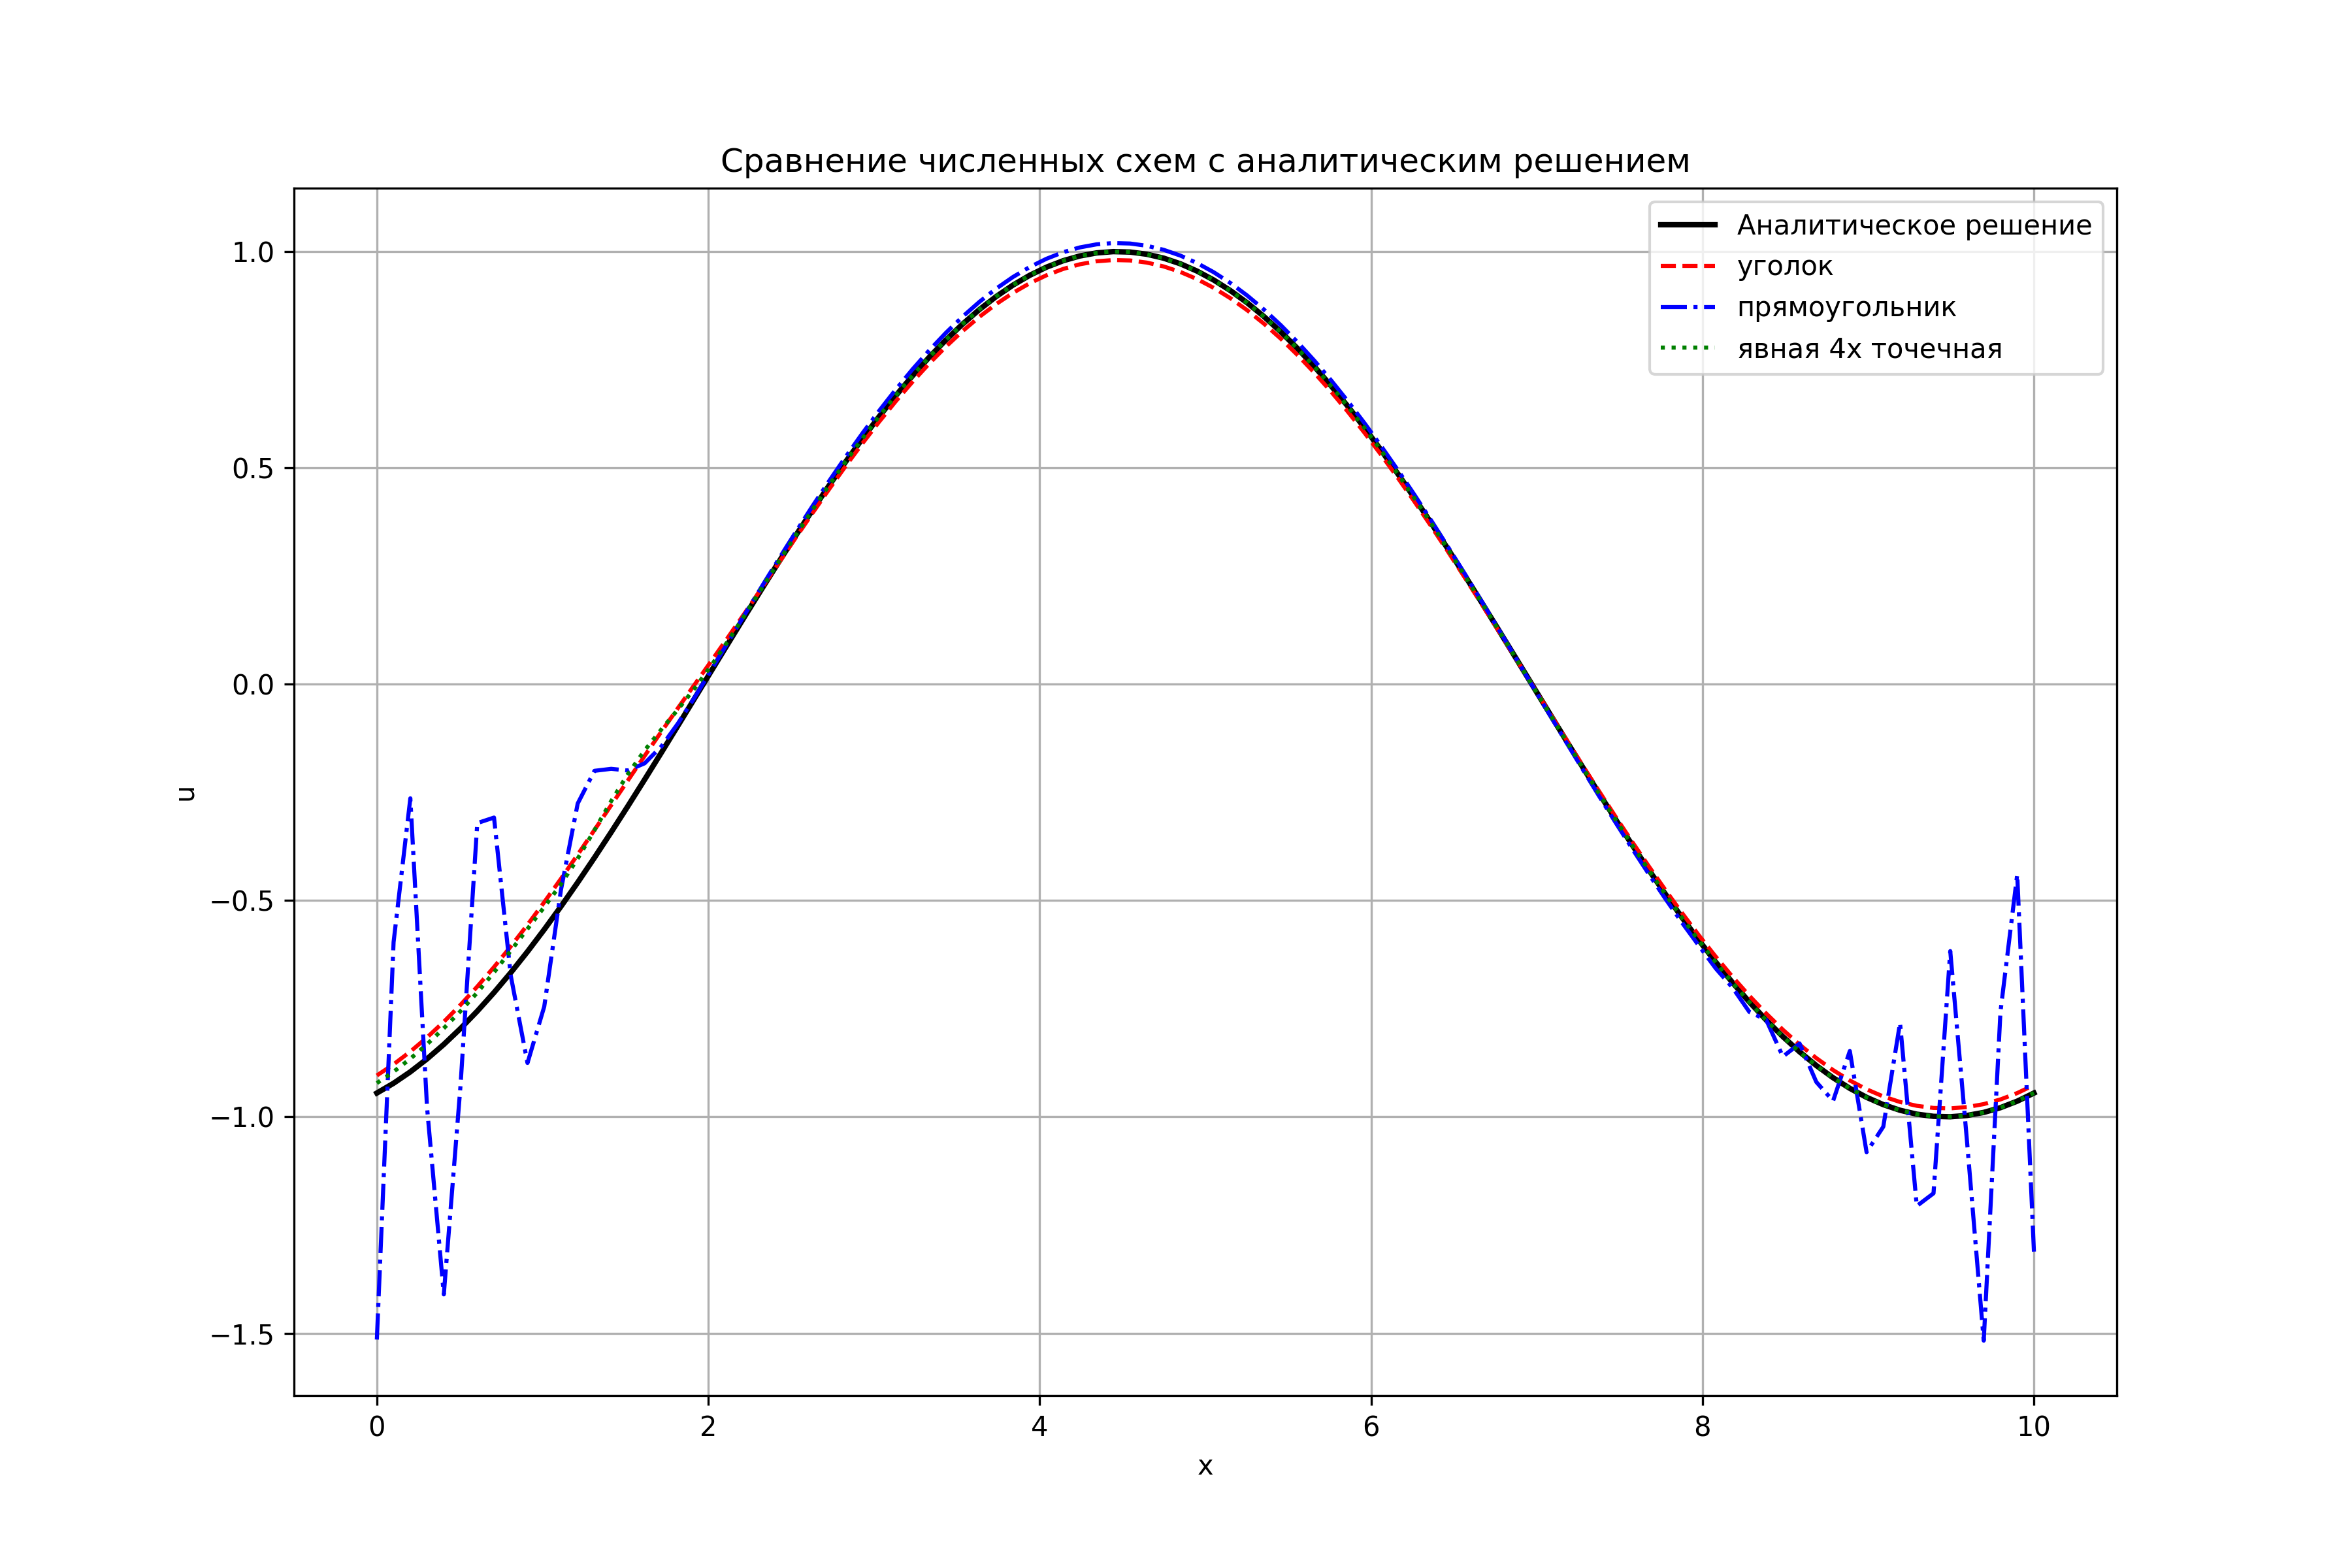 Сравнение численных схем с аналитическим решением
Аналитическое решение
уголок
прямоугольник
явная 4х точечная
1.0
0.5
0.0
−0.5
−1.0
−1.5
u
0 2 4 6 8 10
x